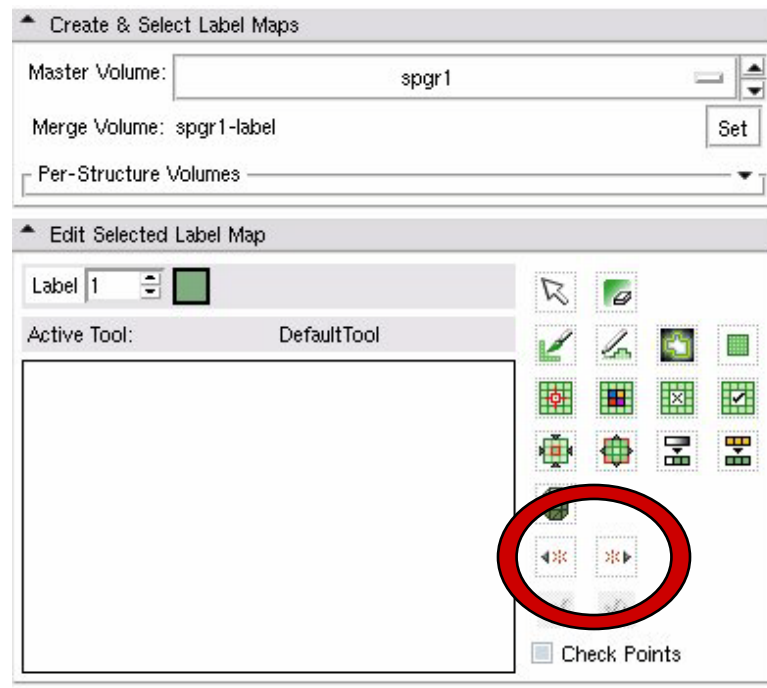 Create & Select Label Maps
Master Volume: spgr1
Merge Volume: spgr1-label Set
Per-Structure Volumes
Edit Selected Label Map
Label 1
Active Tool: DefaultTool
Check Points